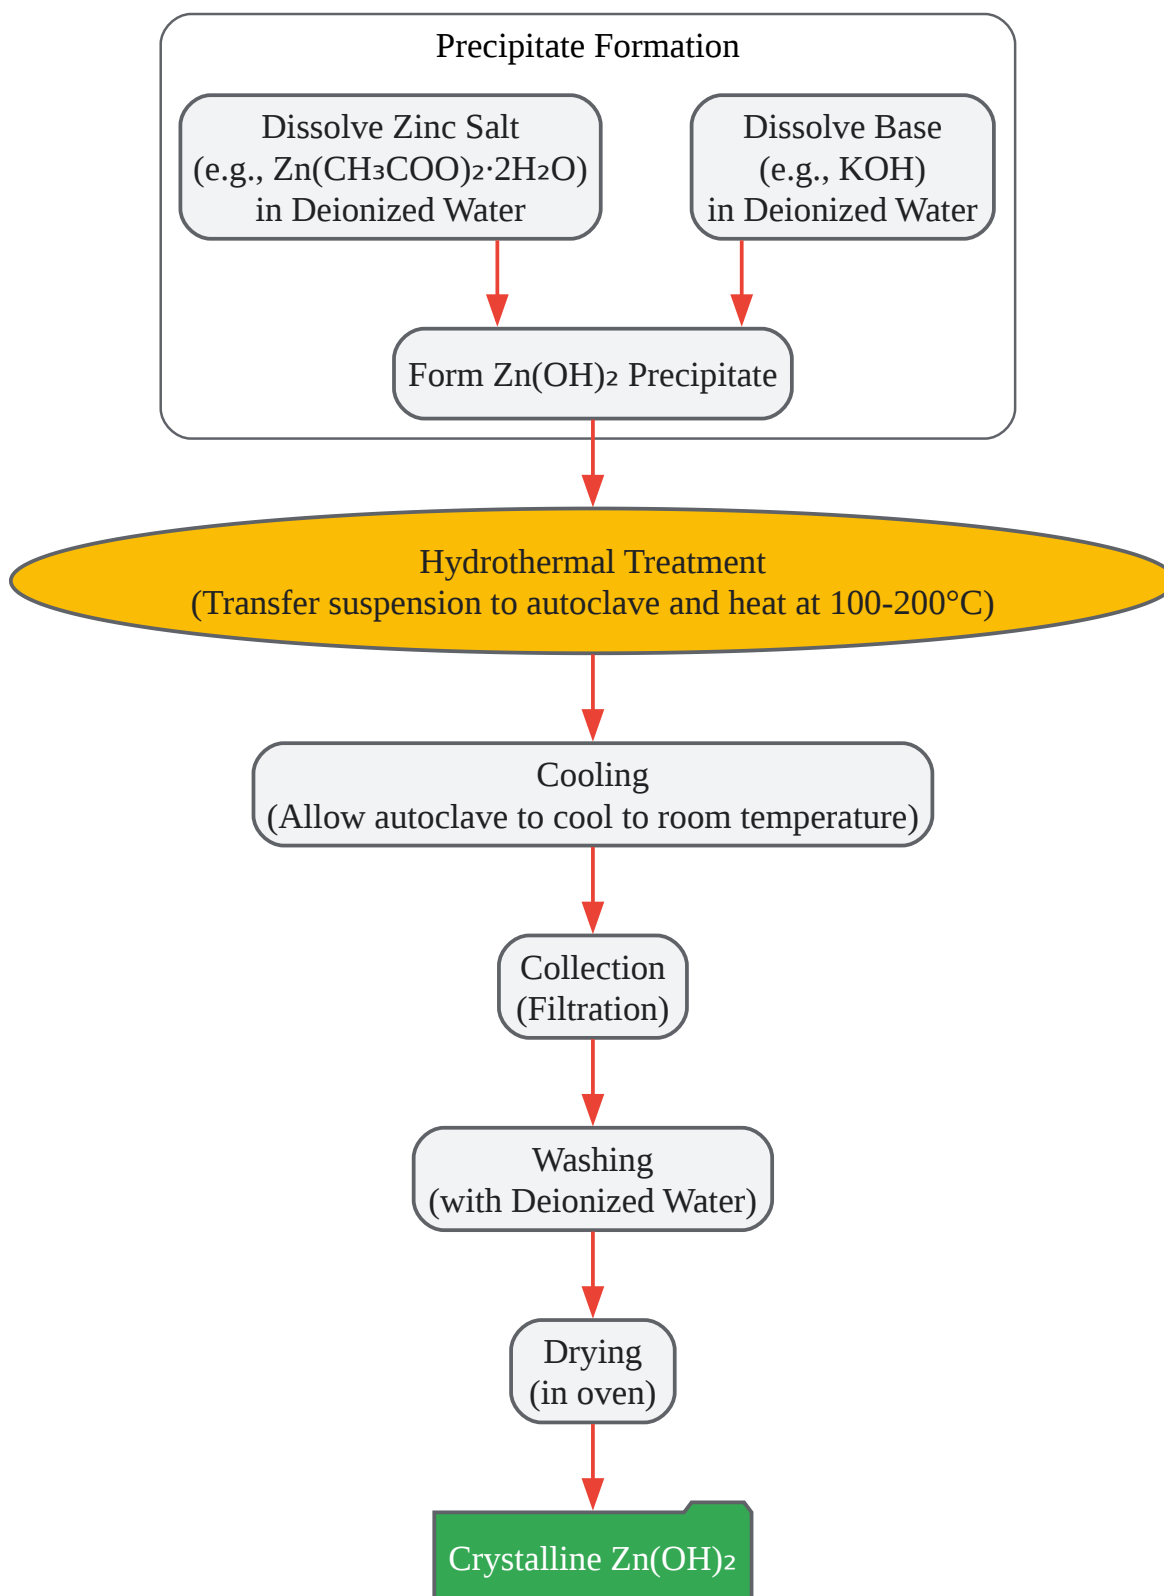 Precipitate Formation
Dissolve Zinc Salt
(e.g., Zn(CH₃COO)₂·2H₂O)
in Deionized Water
Dissolve Base
(e.g., KOH)
in Deionized Water
Form Zn(OH)₂ Precipitate
Hydrothermal Treatment
(Transfer suspension to autoclave and heat at 100-200°C)
Cooling
(Allow autoclave to cool to room temperature)
Collection
(Filtration)
Washing
(with Deionized Water)
Drying
(in oven)
Crystalline Zn(OH)₂